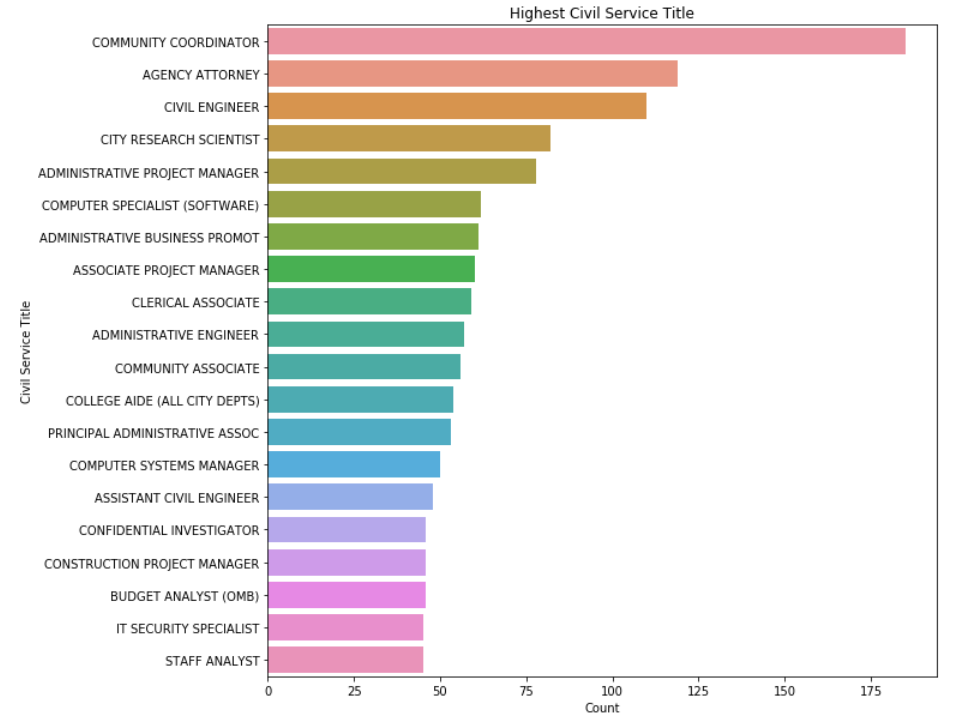 Highest Civil Service Title
Civil Service Title
COMMUNITY COORDINATOR
AGENCY ATTORNEY
CIVIL ENGINEER
CITY RESEARCH SCIENTIST
ADMINISTRATIVE PROJECT MANAGER
COMPUTER SPECIALIST (SOFTWARE)
ADMINISTRATIVE BUSINESS PROMOT
ASSOCIATE PROJECT MANAGER
CLERICAL ASSOCIATE
ADMINISTRATIVE ENGINEER
COMMUNITY ASSOCIATE
COLLEGE AIDE (ALL CITY DEPTS)
PRINCIPAL ADMINISTRATIVE ASSOC
COMPUTER SYSTEMS MANAGER
ASSISTANT CIVIL ENGINEER
CONFIDENTIAL INVESTIGATOR
CONSTRUCTION PROJECT MANAGER
BUDGET ANALYST (OMB)
IT SECURITY SPECIALIST
STAFF ANALYST
0 25 50 75 100 125 150 175
Count